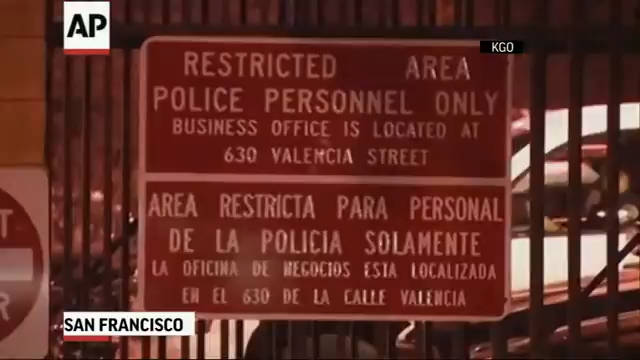 AP
KGO
RESTRICTED AREA
POLICE PERSONNEL ONLY
BUSINESS OFFICE IS LOCATED AT
630 VALENCIA STREET
AREA RESTRICTA PARA PERSONAL
DE LA POLICIA SOLAMENTE
LA OFICINA DE NEGOCIOS ESTA LOCALIZADA
EN EL 630 DE LA CALLE VALENCIA
SAN FRANCISCO